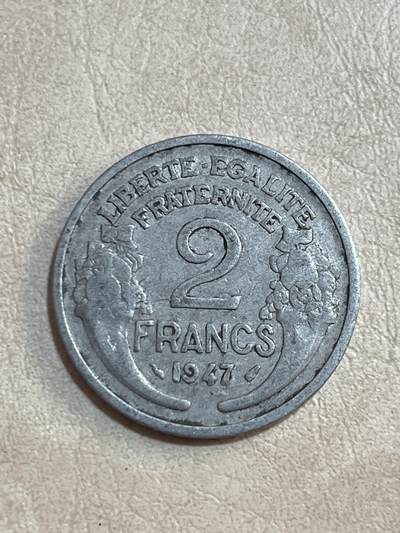 LIBERTE·EGALITE
FRATERNITE
2
FRANCS
1947